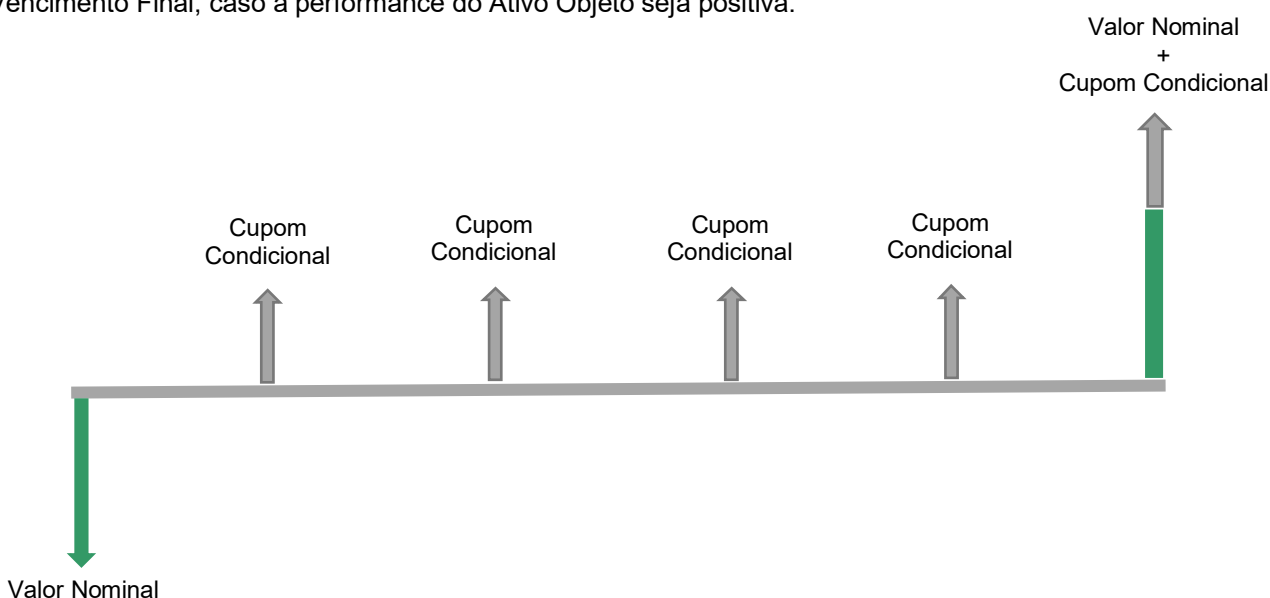 Vencimento Final, caso a performance do Ativo Objeto seja positiva.
Valor Nominal
+
Cupom Condicional
Cupom
Condicional
Cupom
Condicional
Cupom
Condicional
Cupom
Condicional
Valor Nominal